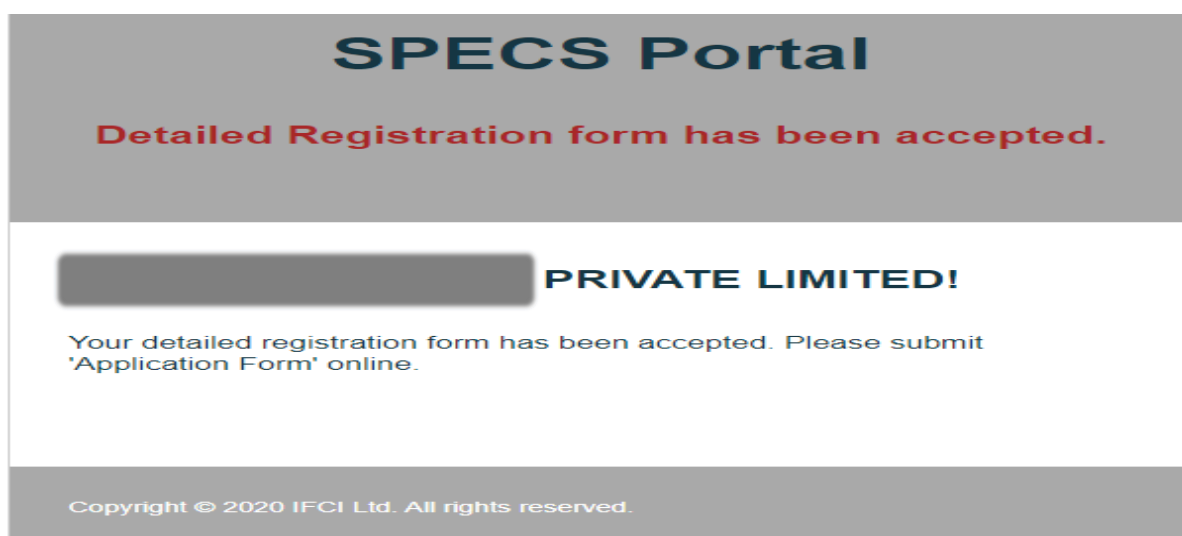 SPECS Portal
Detailed Registration form has been accepted.
PRIVATE LIMITED!
Your detailed registration form has been accepted. Please submit
'Application Form' online.
Copyright © 2020 IFCI Ltd. All rights reserved.